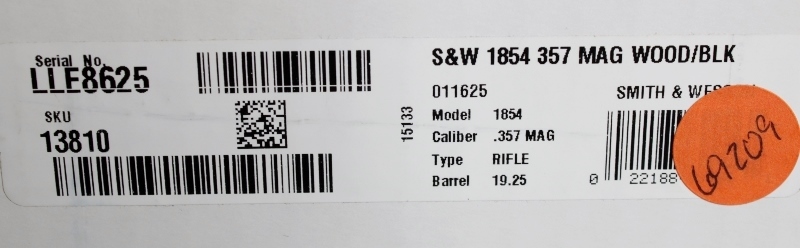 Serial No.
LLE8625
SKU
13810
15133
S&W 1854 357 MAG WOOD/BLK
011625
SMITH &
Model 1854
Caliber .357 MAG
Type RIFLE
Barrel 19.25
0 22188
69209